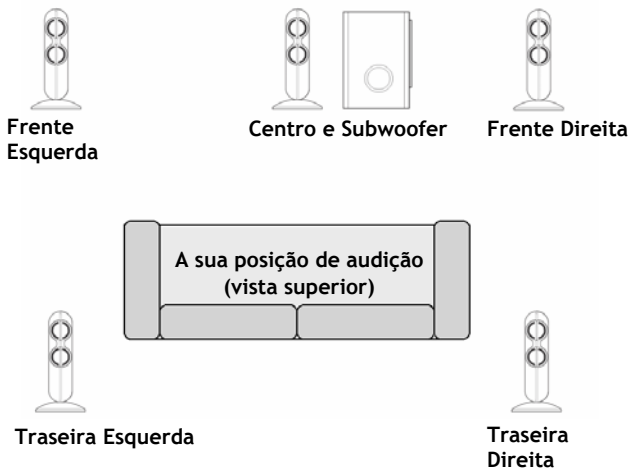 Frente
Esquerda
Centro e Subwoofer
Frente Direita
A sua posição de audição
(vista superior)
Traseira Esquerda
Traseira
Direita